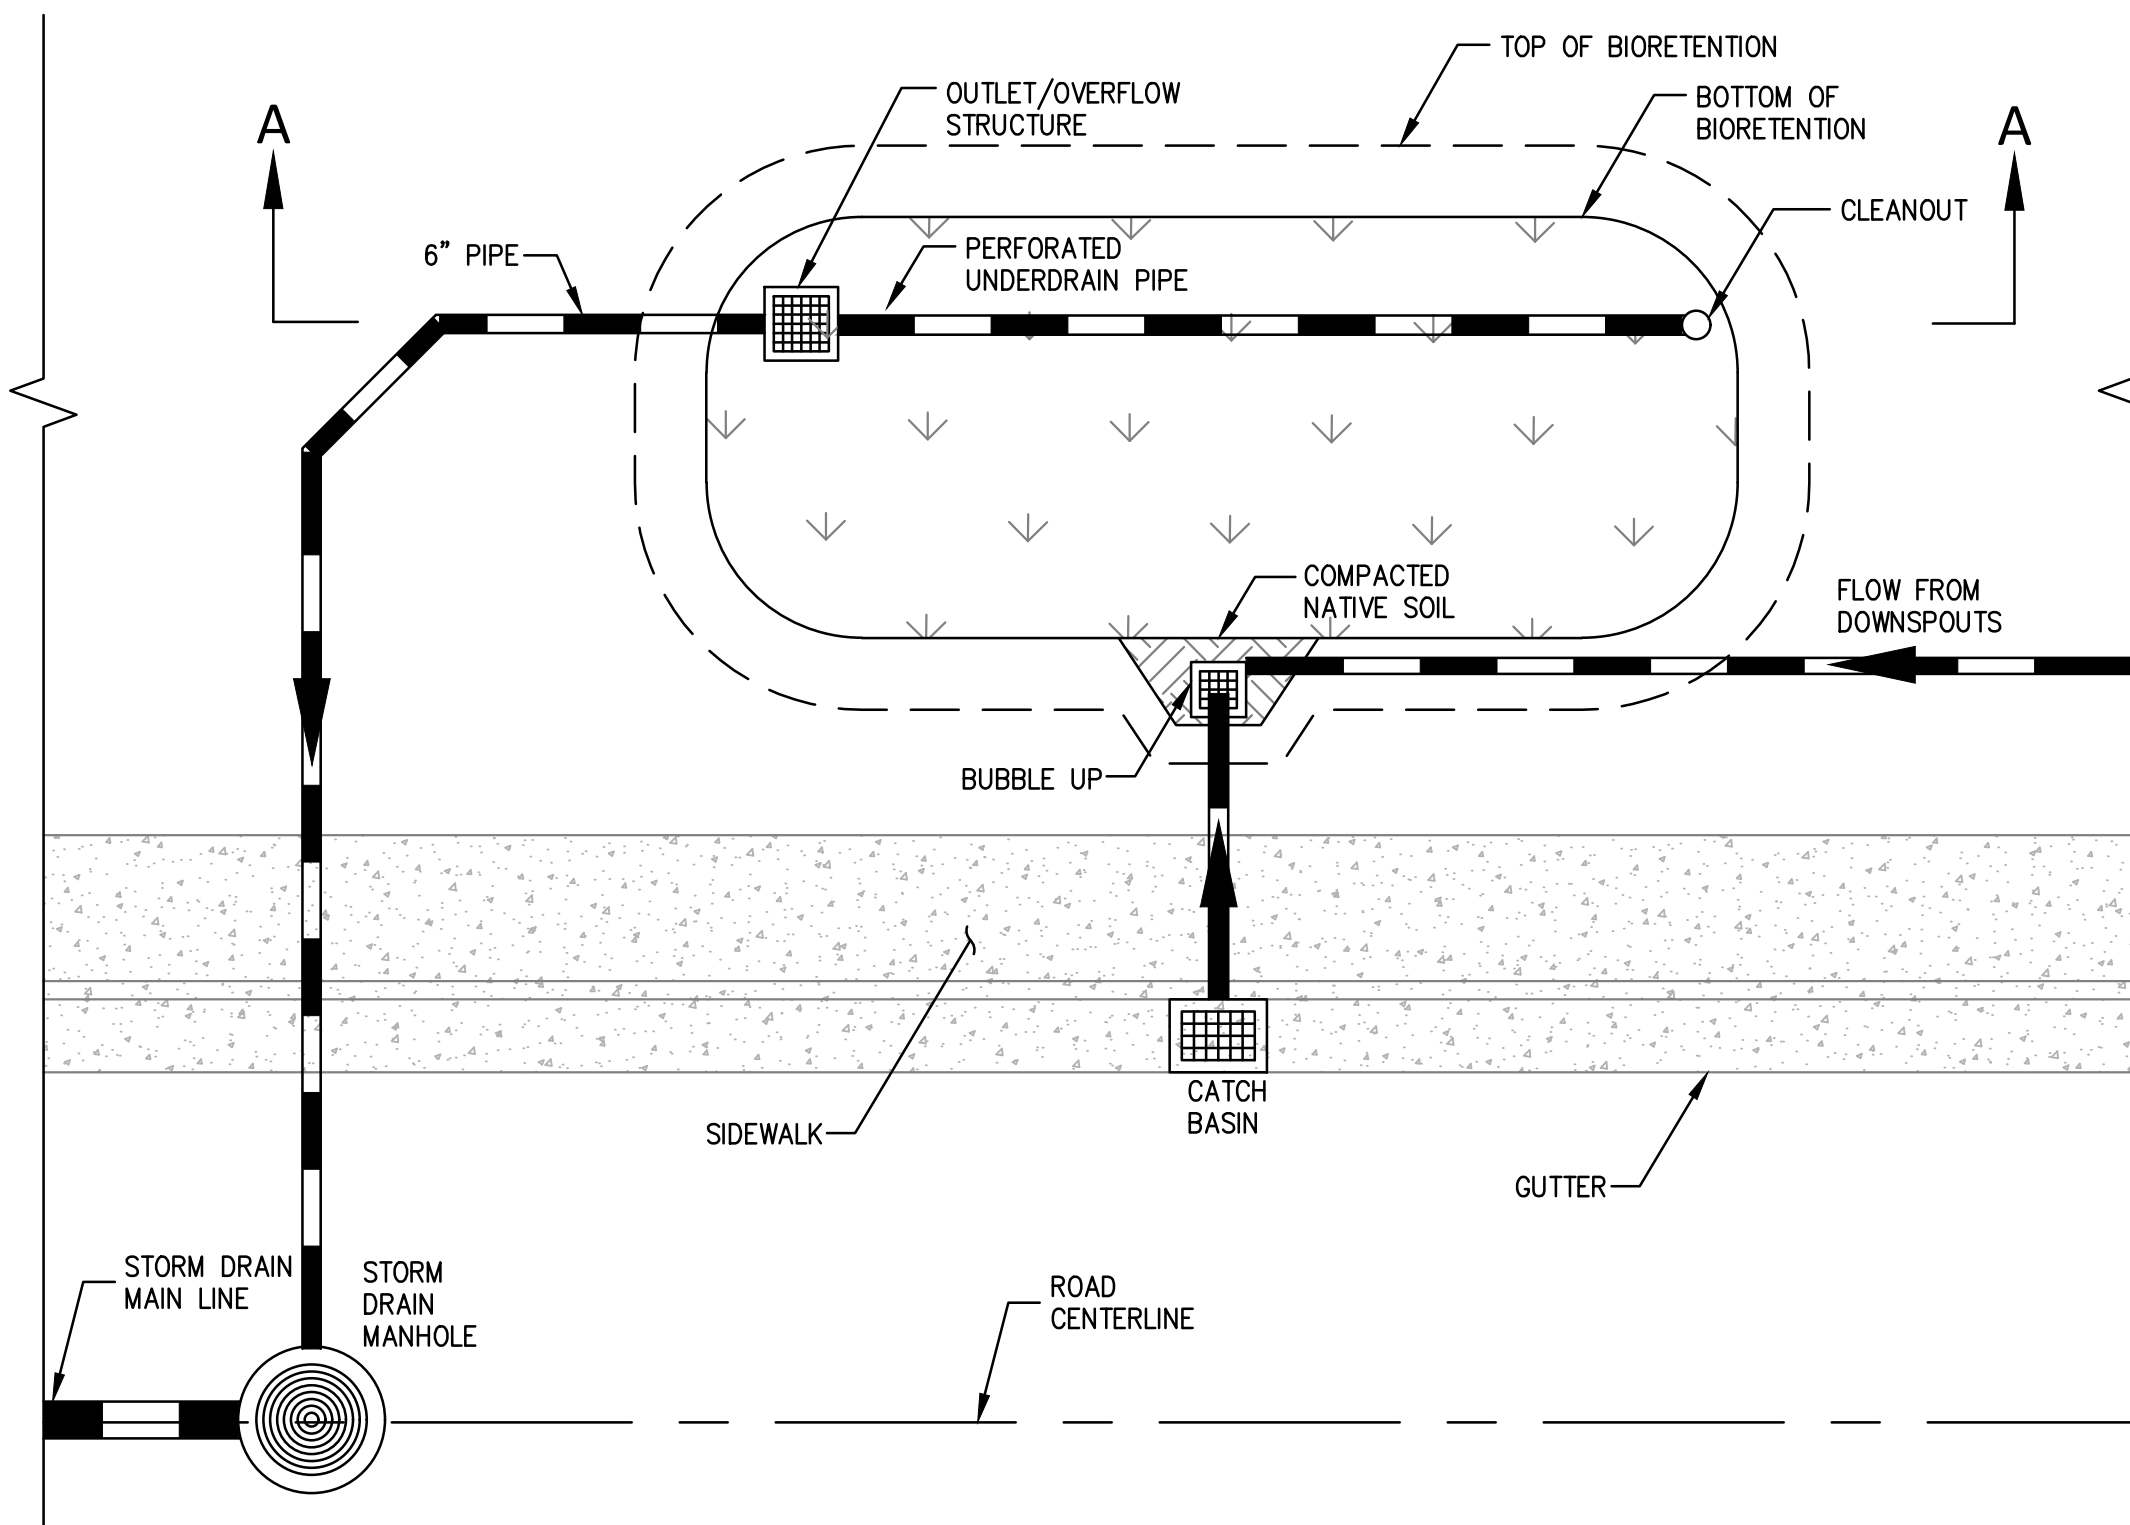 TOP OF BIORETENTION
OUTLET/OVERFLOW
STRUCTURE
BOTTOM OF
BIORETENTION
A
A
CLEANOUT
6" PIPE
PERFORATED
UNDERDRAIN PIPE
COMPACTED
NATIVE SOIL
FLOW FROM
DOWNSPOUTS
BUBBLE UP
CATCH
BASIN
SIDEWALK
GUTTER
STORM DRAIN
MAIN LINE
STORM
DRAIN
MANHOLE
ROAD
CENTERLINE